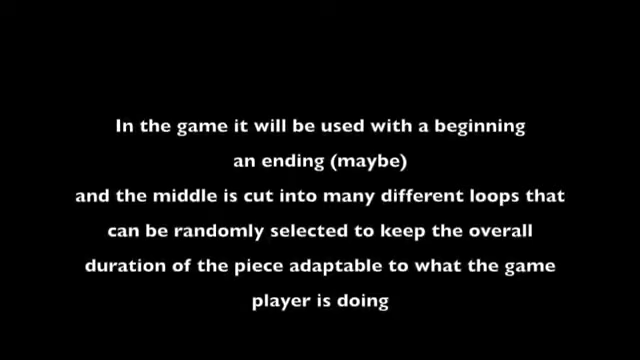 In the game it will be used with a beginning
an ending (maybe)
and the middle is cut into many different loops that
can be randomly selected to keep the overall
duration of the piece adaptable to what the game
player is doing